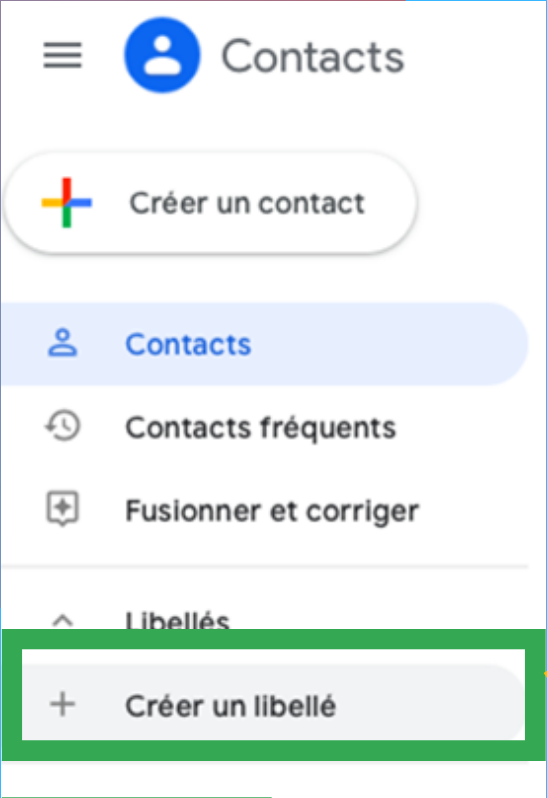 Contacts
Créer un contact
Contacts
Contacts fréquents
Fusionner et corriger
Libellés
Créer un libellé